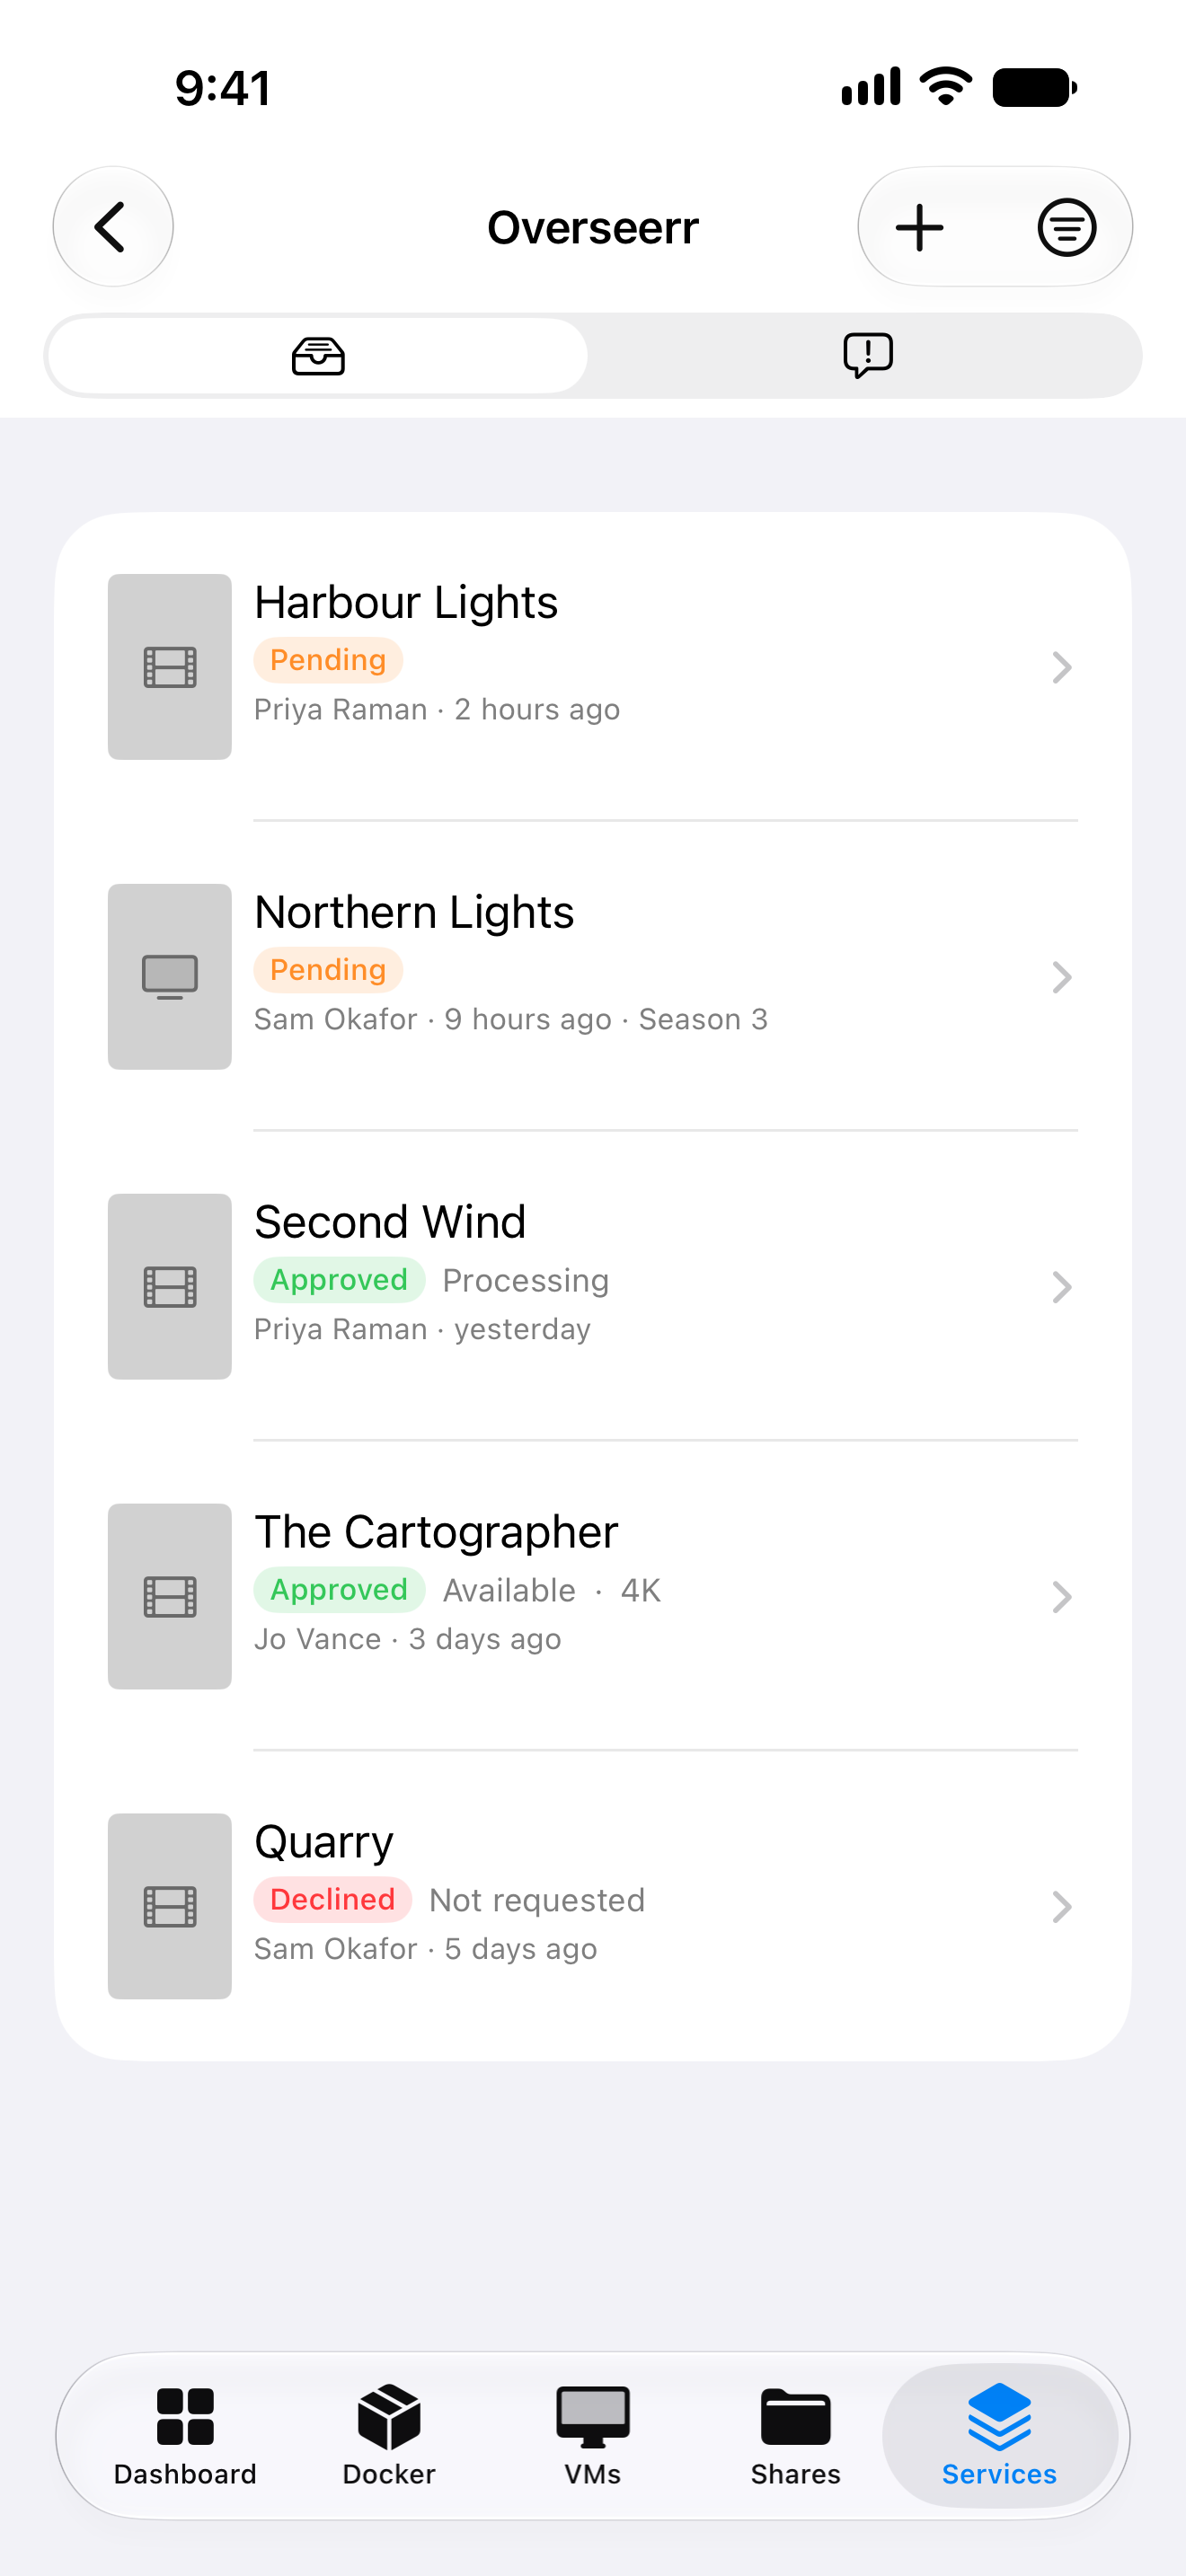 9:41
Overseerr
Harbour Lights
Pending
Priya Raman · 2 hours ago
Northern Lights
Pending
Sam Okafor · 9 hours ago · Season 3
Second Wind
Approved Processing
Priya Raman · yesterday
The Cartographer
Approved Available · 4K
Jo Vance · 3 days ago
Quarry
Declined Not requested
Sam Okafor · 5 days ago
Dashboard Docker VMs Shares Services